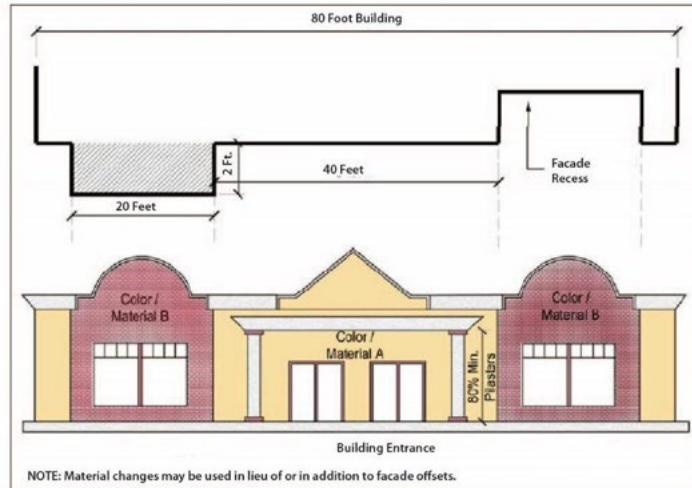 80 Foot Building
2 Ft.
40 Feet
Facade
Recess
20 Feet
Color /
Material B
Color /
Material A
80% Min.
Pilasters
Color /
Material B
Building Entrance
NOTE: Material changes may be used in lieu of or in addition to facade offsets.